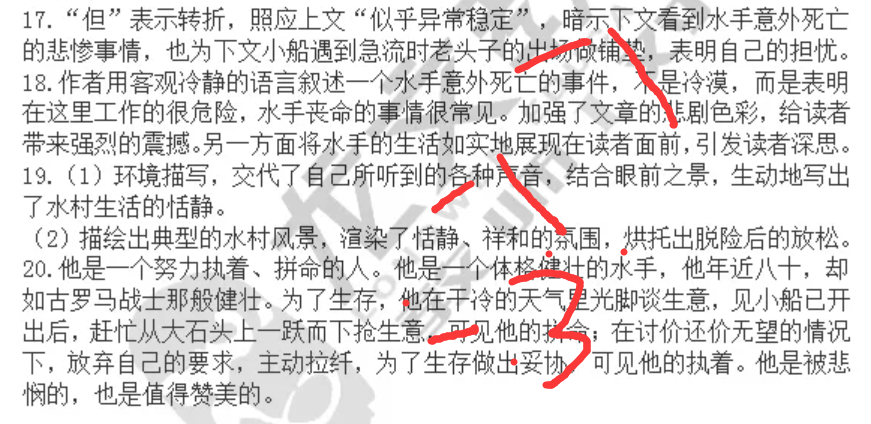 17. “但”表示转折，照应上文“似乎异常稳定”，暗示下文看到水手意外死亡
的悲惨事情，也为下文小船遇到急流时老头子的出场做铺垫，表明自己的担忧。
18.作者用客观冷静的语言叙述一个水手意外死亡的事件，不是冷漠，而是表明
在这里工作的很危险，水手丧命的事情很常见。加强了文章的悲剧色彩，给读者
带来强烈的震撼。另一方面将水手的生活如实地展现在读者面前，引发读者深思。
19.（1）环境描写，交代了自己所听到的各种声音，结合眼前之景，生动地写出
了水村生活的恬静。
（2）描绘出典型的水村风景，渲染了恬静、祥和的氛围，烘托出脱险后的放松。
20.他是一个努力执着、拼命的人。他是一个体格健壮的水手，他年近八十，却
如古罗马战士那般健壮。为了生存，他在干冷的天气里光脚谈生意，见小船已开
出后，赶忙从大石头上一跃而下抢生意，可见他的拼命；在讨价还价无望的情况
下，放弃自己的要求，主动拉纤，为了生存做出妥协，可见他的执着。他是被悲
悯的，也是值得赞美的。